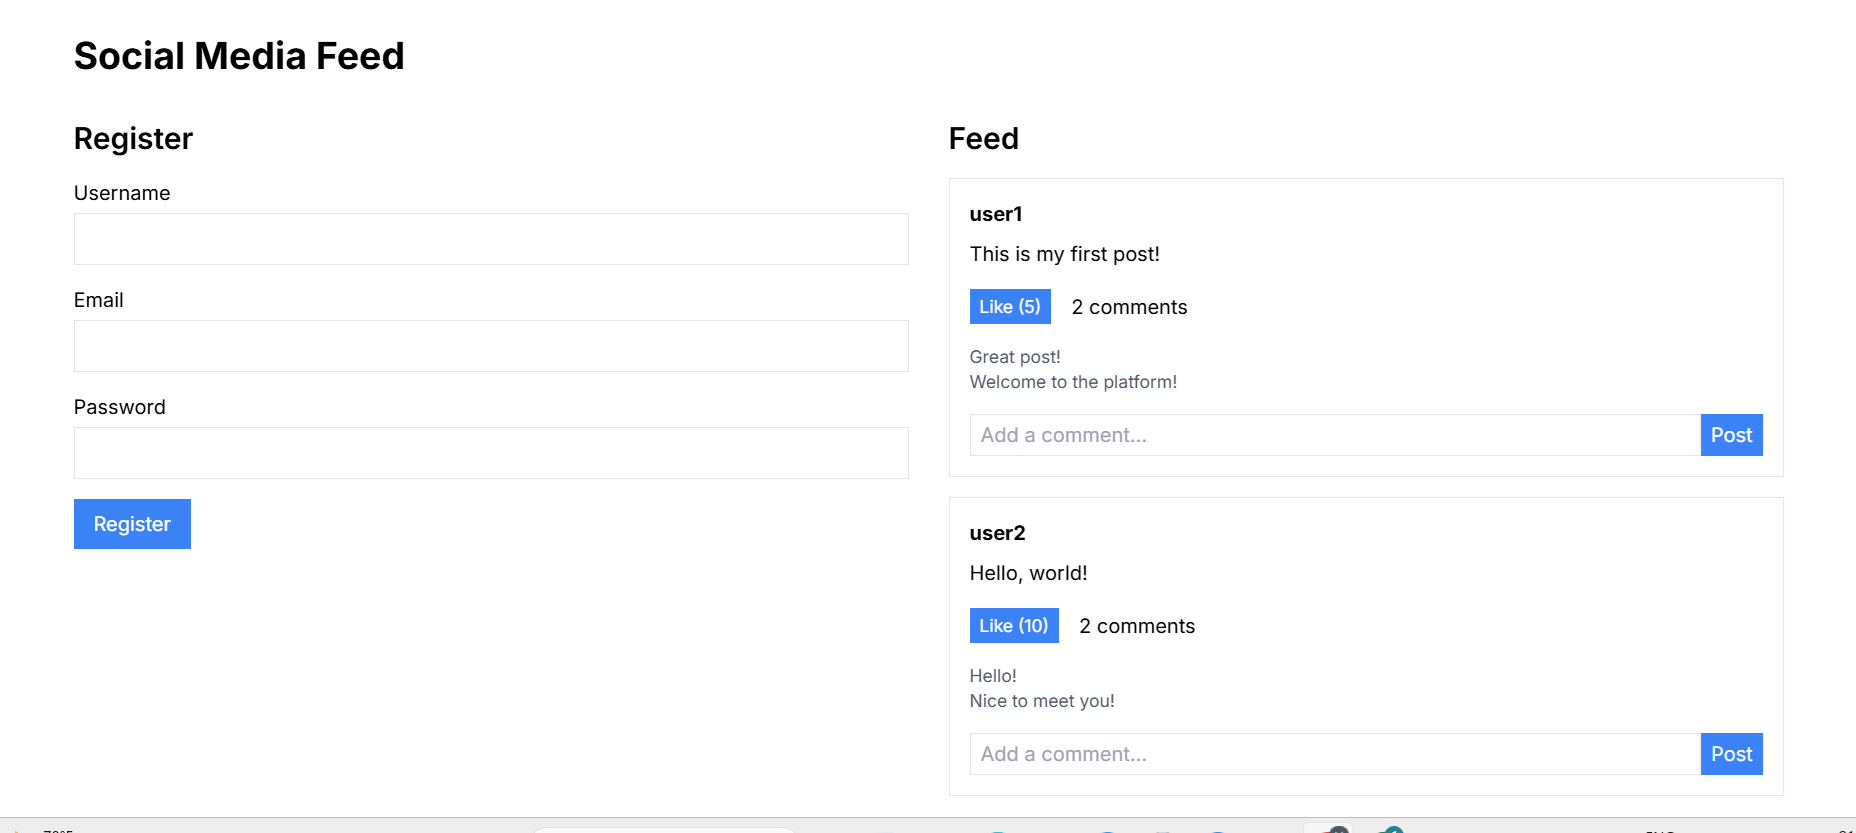 Social Media Feed
Register
Username
Email
Password
Register
Feed
user1
This is my first post!
Like (5) 2 comments
Great post!
Welcome to the platform!
Add a comment... Post
user2
Hello, world!
Like (10) 2 comments
Hello!
Nice to meet you!
Add a comment... Post